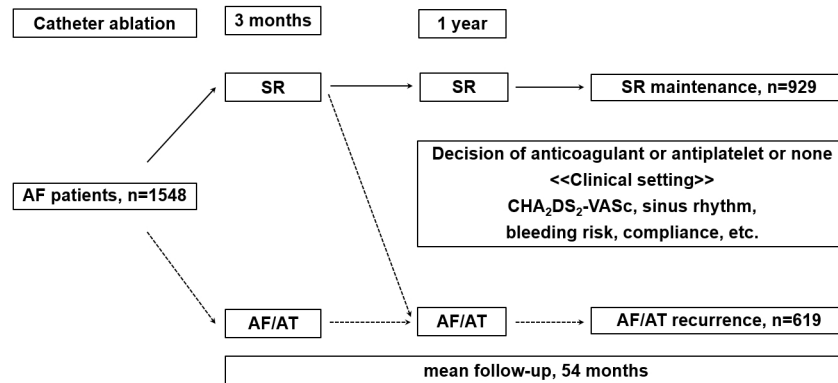 Catheter ablation
3 months
1 year
SR
SR
SR maintenance, n=929
Decision of anticoagulant or antiplatelet or none
<<Clinical setting>>
CHA₂DS₂-VASc, sinus rhythm,
bleeding risk, compliance, etc.
AF patients, n=1548
AF/AT
AF/AT
AF/AT recurrence, n=619
mean follow-up, 54 months